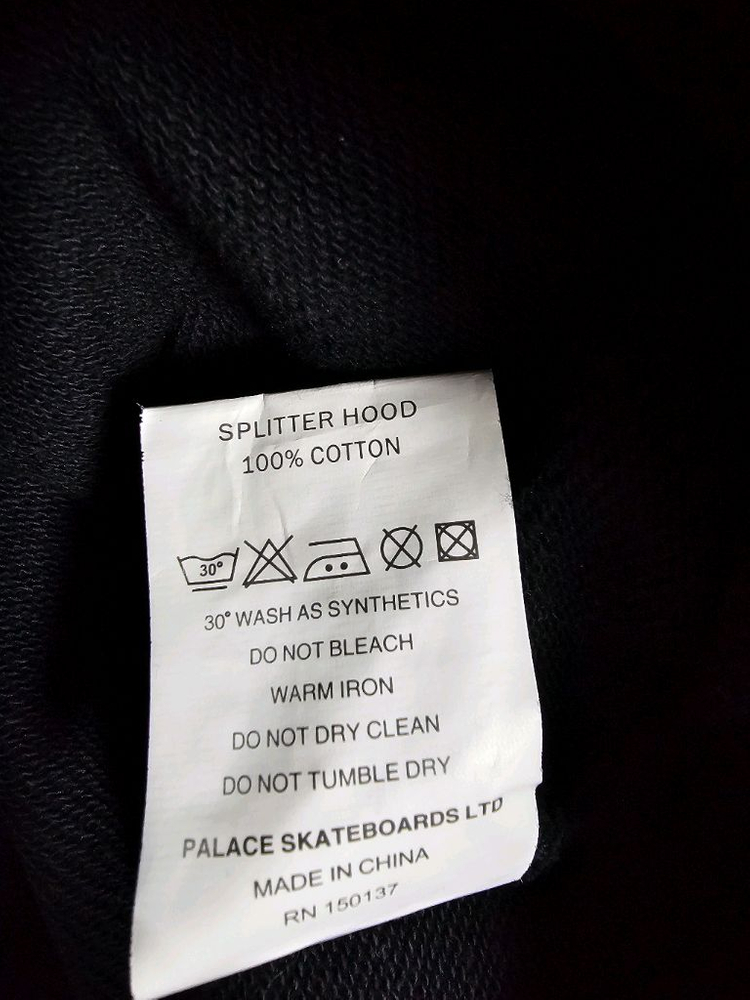 SPLITTER HOOD
100% COTTON
30°
30° WASH AS SYNTHETICS
DO NOT BLEACH
WARM IRON
DO NOT DRY CLEAN
DO NOT TUMBLE DRY
PALACE SKATEBOARDS LTD
MADE IN CHINA
RN 150137